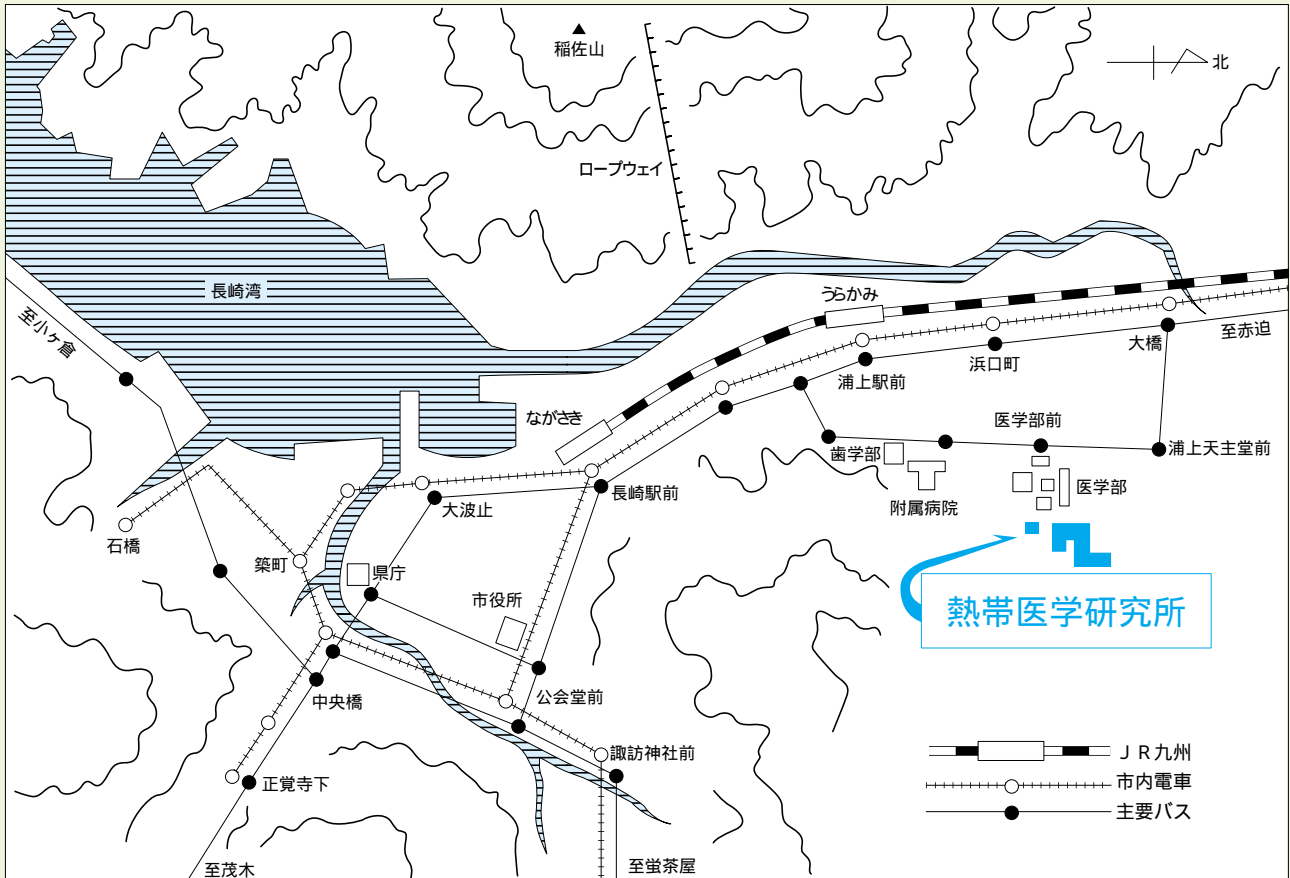 稲佐山
北
ロープウェイ
長崎湾
うらかみ
至小ヶ倉
大橋
至赤迫
浜口町
浦上駅前
ながさき
医学部前
歯学部
浦上天主堂前
長崎駅前
医学部
附属病院
大波止
石橋
築町
県庁
市役所
熱帯医学研究所
中央橋
公会堂前
諏訪神社前
正覚寺下
至茂木
至蛍茶屋
ＪＲ九州
市内電車
主要バス